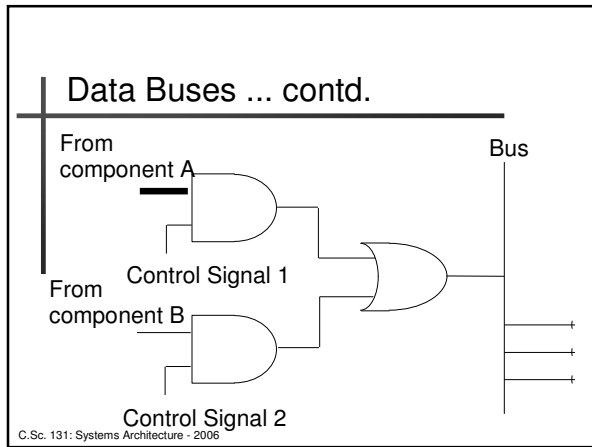 Data Buses ... contd.
From
component A
Bus
Control Signal 1
From
component B
Control Signal 2
C.Sc. 131: Systems Architecture - 2006